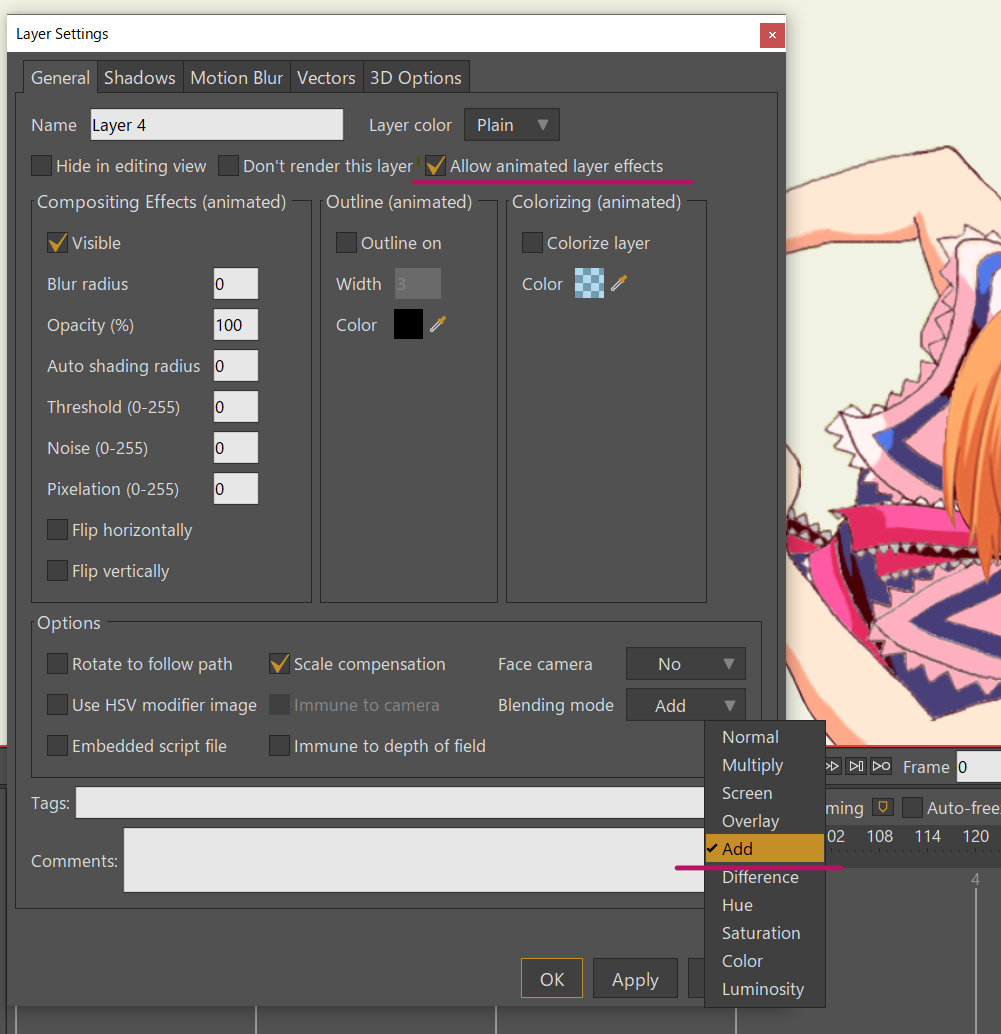 Layer Settings
General Shadows Motion Blur Vectors 3D Options
Name Layer 4 Layer color Plain
Hide in editing view Don't render this layer Allow animated layer effects
Compositing Effects (animated) Outline (animated) Colorizing (animated)
Visible Outline on Colorize layer
Blur radius 0 Width 3 Color
Opacity (%) 100 Color
Auto shading radius 0
Threshold (0-255) 0
Noise (0-255) 0
Pixelation (0-255) 0
Flip horizontally
Flip vertically
Options
Rotate to follow path Scale compensation Face camera No
Use HSV modifier image Immune to camera Blending mode Add
Embedded script file Immune to depth of field
Normal
Multiply
Screen
Overlay
Add
Difference
Hue
Saturation
Color
Luminosity
Frame 0
ming Auto-free
02 108 114 120
4
Tags:
Comments:
OK Apply